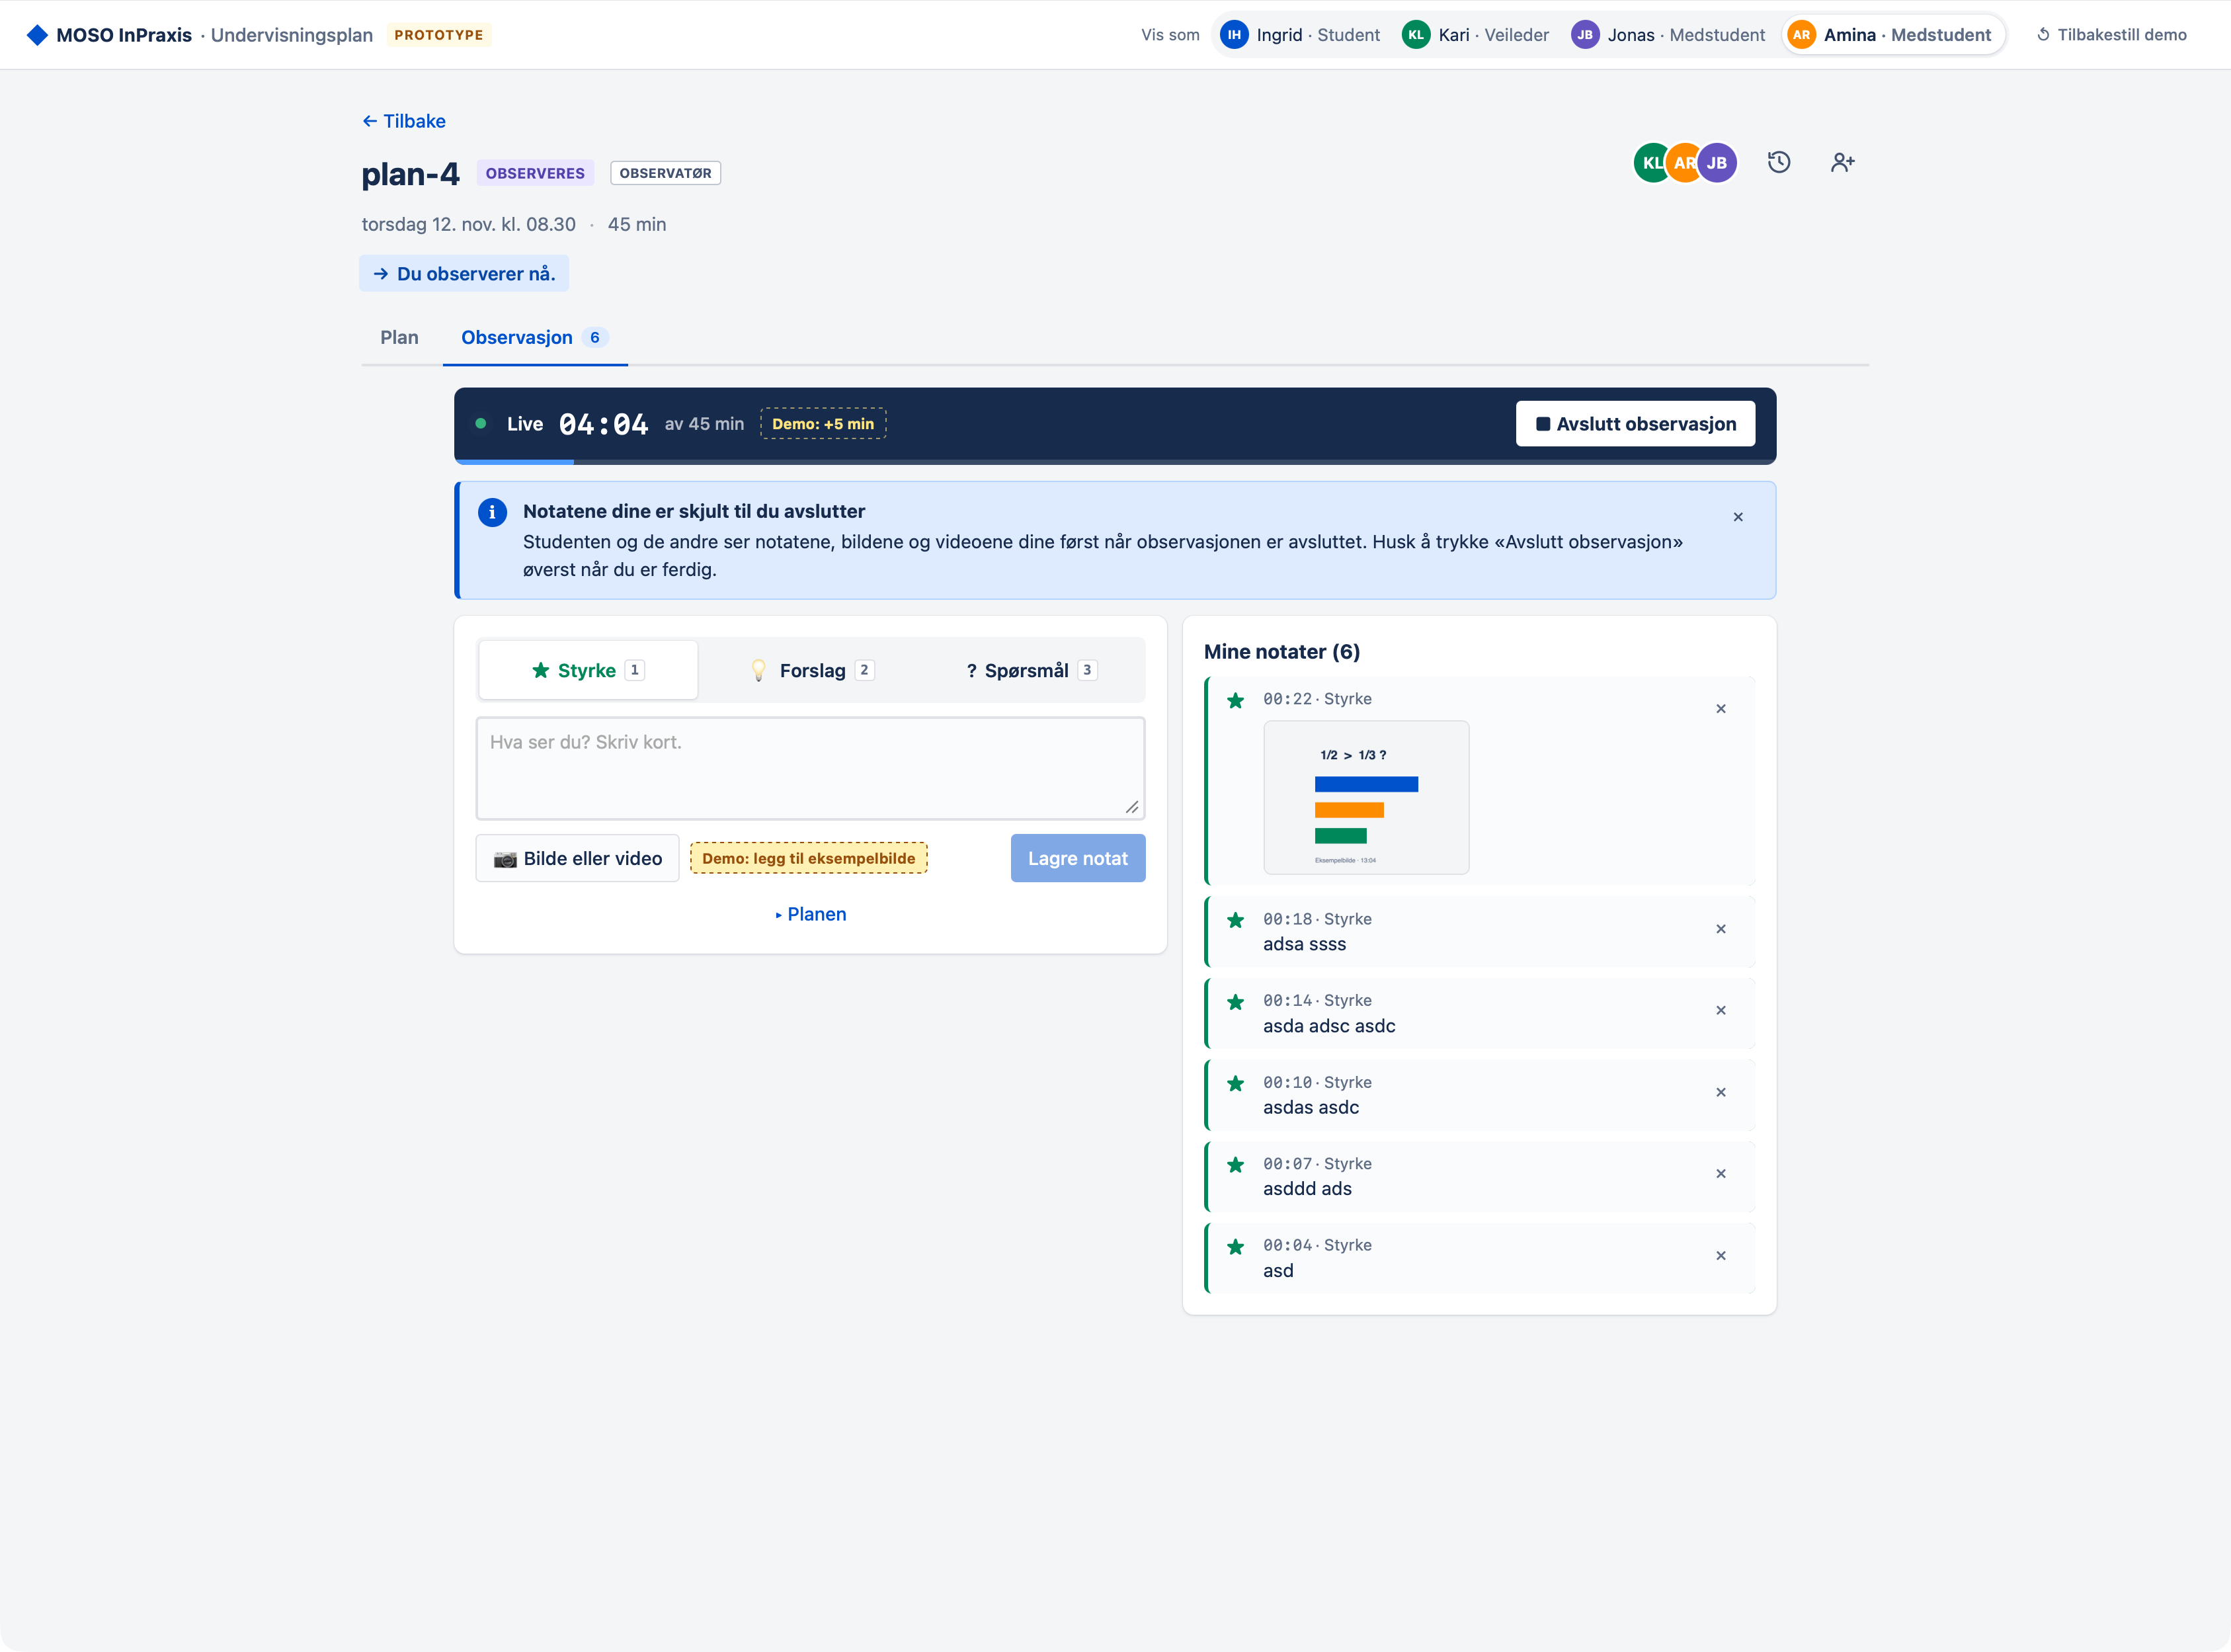 MOSO InPraxis · Undervisningsplan PROTOTYPE
Vis som IH Ingrid · Student KL Kari · Veileder JB Jonas · Medstudent AR Amina · Medstudent Tilbakestill demo
← Tilbake
plan-4 OBSERVERES OBSERVATØR
KL AR JB
torsdag 12. nov. kl. 08.30 · 45 min
→ Du observerer nå.
Plan Observasjon 6
Live 04:04 av 45 min Demo: +5 min Avslutt observasjon
i Notatene dine er skjult til du avslutter
Studenten og de andre ser notatene, bildene og videoene dine først når observasjonen er avsluttet. Husk å trykke «Avslutt observasjon»
øverst når du er ferdig.
×
★ Styrke 1 Forslag 2 ? Spørsmål 3
Hva ser du? Skriv kort.
Bilde eller video Demo: legg til eksempelbilde Lagre notat
▸ Planen
Mine notater (6)
★ 00:22 · Styrke ×
1/2 > 1/3 ?
Eksempelbilde · 13:04
★ 00:18 · Styrke ×
adsa ssss
★ 00:14 · Styrke ×
asda adsc asdc
★ 00:10 · Styrke ×
asdas asdc
★ 00:07 · Styrke ×
asddd ads
★ 00:04 · Styrke ×
asd